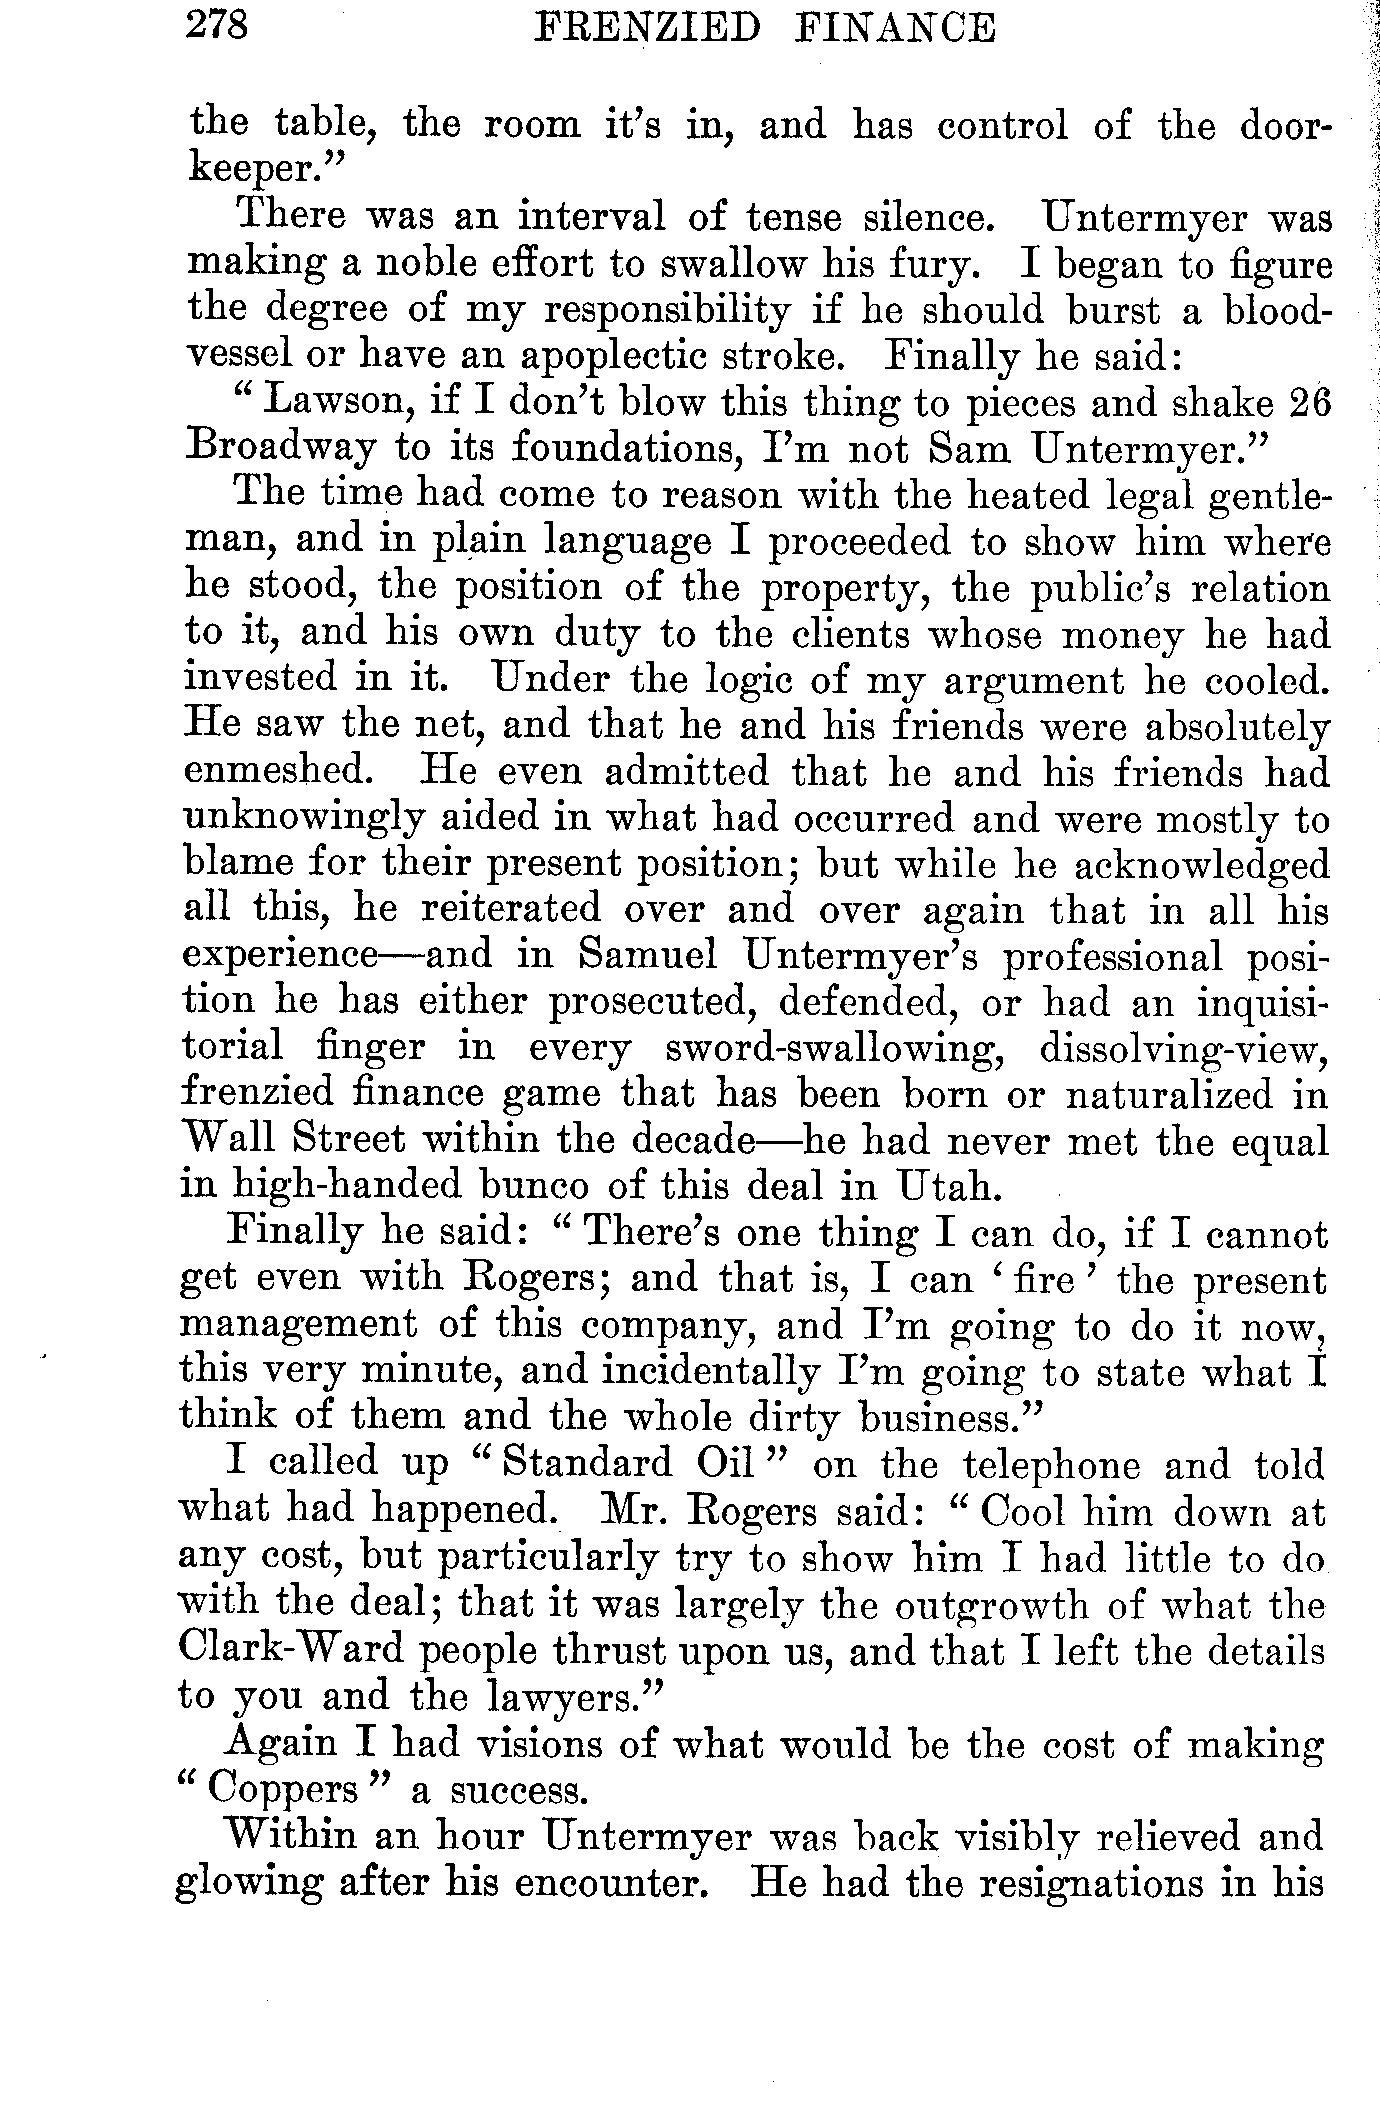 278 FRENZIED FINANCE
the table, the room it's in, and has control of the door-
keeper."
There was an interval of tense silence. Untermyer was
making a noble effort to swallow his fury. I began to figure
the degree of my responsibility if he should burst a blood-
vessel or have an apoplectic stroke. Finally he said:
"Lawson, if I don't blow this thing to pieces and shake 26
Broadway to its foundations, I'm not Sam Untermyer."
The time had come to reason with the heated legal gentle-
man, and in plain language I proceeded to show him where
he stood, the position of the property, the public's relation
to it, and his own duty to the clients whose money he had
invested in it. Under the logic of my argument he cooled.
He saw the net, and that he and his friends were absolutely
enmeshed. He even admitted that he and his friends had
unknowingly aided in what had occurred and were mostly to
blame for their present position; but while he acknowledged
all this, he reiterated over and over again that in all his
experience—and in Samuel Untermyer's professional posi-
tion he has either prosecuted, defended, or had an inquisi-
torial finger in every sword-swallowing, dissolving-view,
frenzied finance game that has been born or naturalized in
Wall Street within the decade—he had never met the equal
in high-handed bunco of this deal in Utah.
Finally he said: "There's one thing I can do, if I cannot
get even with Rogers; and that is, I can 'fire' the present
management of this company, and I'm going to do it now,
this very minute, and incidentally I'm going to state what I
think of them and the whole dirty business."
I called up "Standard Oil" on the telephone and told
what had happened. Mr. Rogers said: "Cool him down at
any cost, but particularly try to show him I had little to do
with the deal; that it was largely the outgrowth of what the
Clark-Ward people thrust upon us, and that I left the details
to you and the lawyers."
Again I had visions of what would be the cost of making
"Coppers" a success.
Within an hour Untermyer was back visibly relieved and
glowing after his encounter. He had the resignations in his